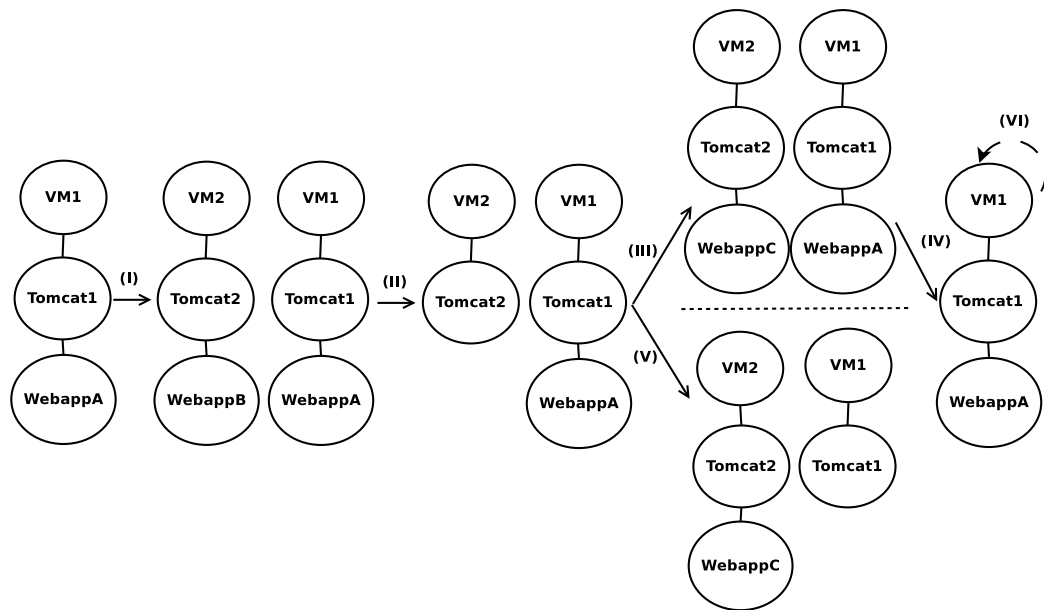 VM1
Tomcat1
WebappA
(I)
VM2
Tomcat2
WebappB
VM1
Tomcat1
WebappA
(II)
VM2
Tomcat2
VM1
Tomcat1
WebappA
(III)
VM2
Tomcat2
WebappC
VM1
Tomcat1
WebappA
(IV)
(V)
VM2
Tomcat2
WebappC
VM1
Tomcat1
(VI)
VM1
Tomcat1
WebappA